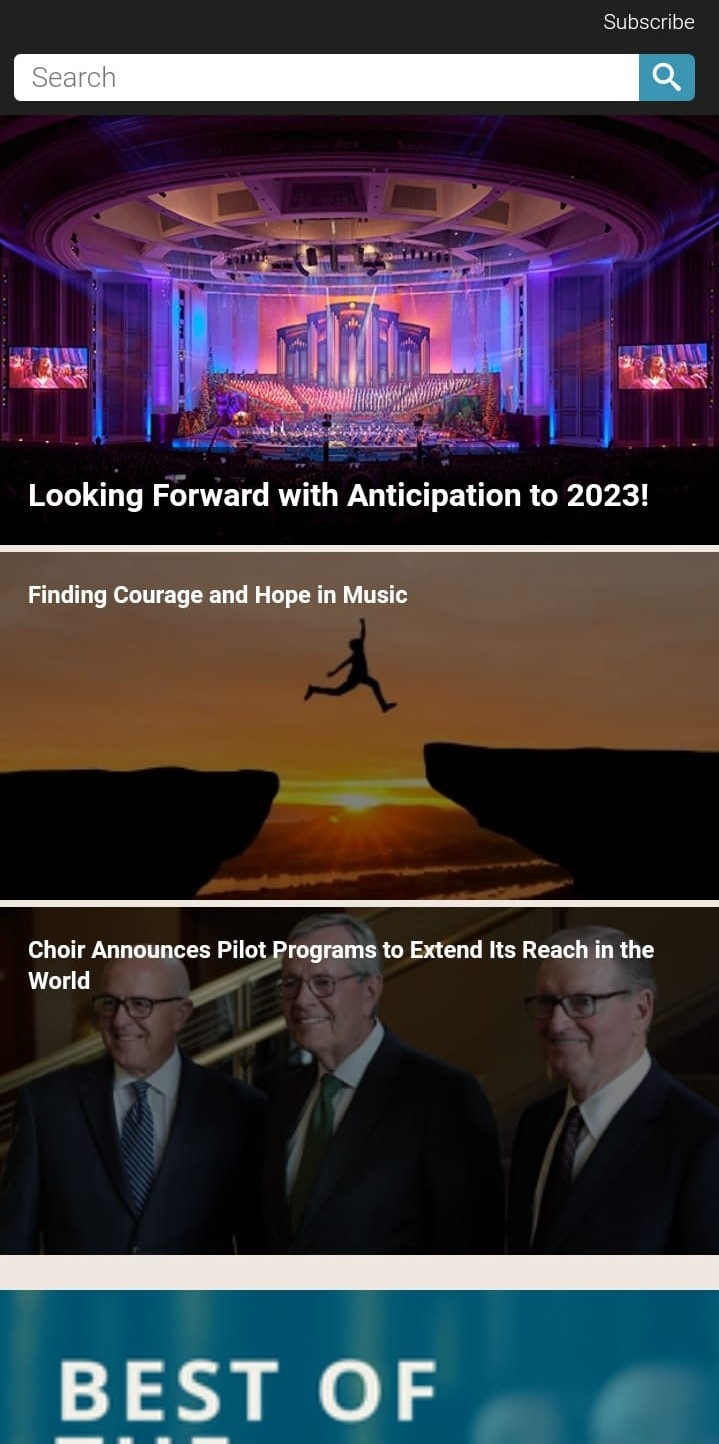 Subscribe
Search
Looking Forward with Anticipation to 2023!
Finding Courage and Hope in Music
Choir Announces Pilot Programs to Extend Its Reach in the
World
BEST OF
THE